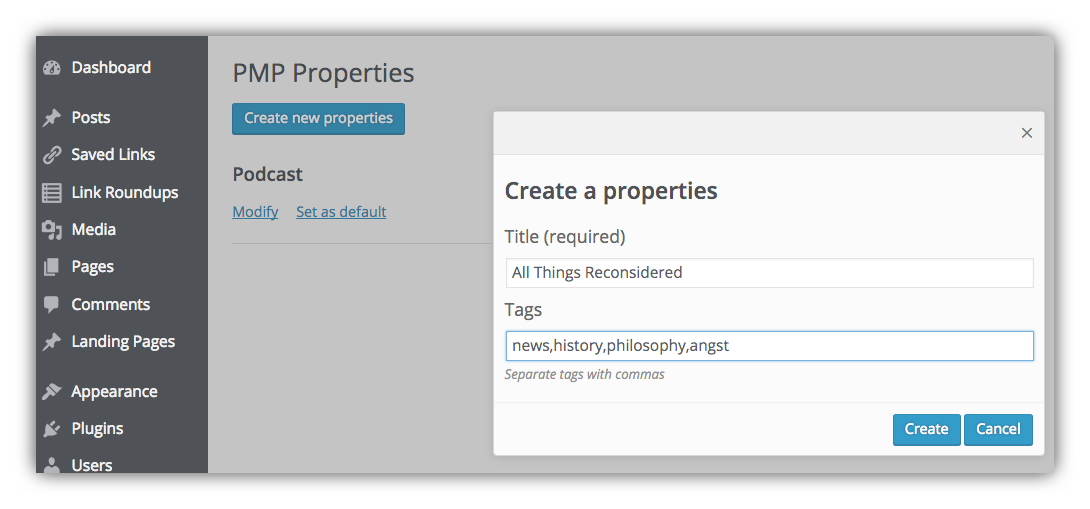 Dashboard
Posts
Saved Links
Link Roundups
Media
Pages
Comments
Landing Pages
Appearance
Plugins
Users
PMP Properties
Create new properties
Podcast
Modify Set as default
×
Create a properties
Title (required)
All Things Reconsidered
Tags
news,history,philosophy,angst
Separate tags with commas
Create Cancel